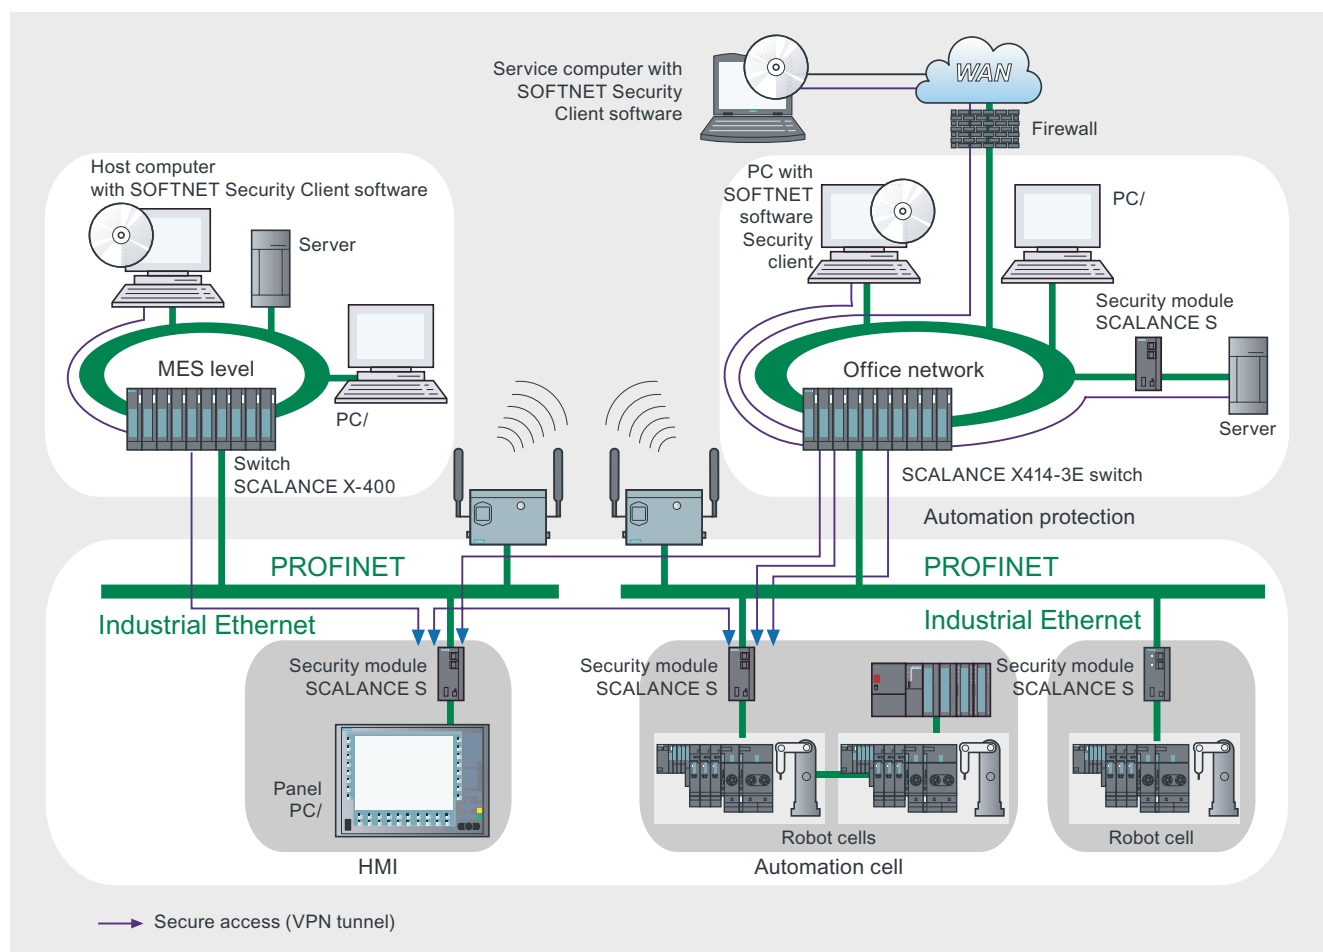 Service computer with
SOFTNET Security
Client software
WAN
Firewall
Host computer
with SOFTNET Security Client software
Server
MES level
PC/
Switch
SCALANCE X-400
PC with
SOFTNET
software
Security
client
PC/
Security module
SCALANCE S
Office network
Server
SCALANCE X414-3E switch
Automation protection
PROFINET
PROFINET
Industrial Ethernet
Industrial Ethernet
Security module
SCALANCE S
Security module
SCALANCE S
Security module
SCALANCE S
Panel
PC/
HMI
Robot cells
Automation cell
Robot cell
Secure access (VPN tunnel)